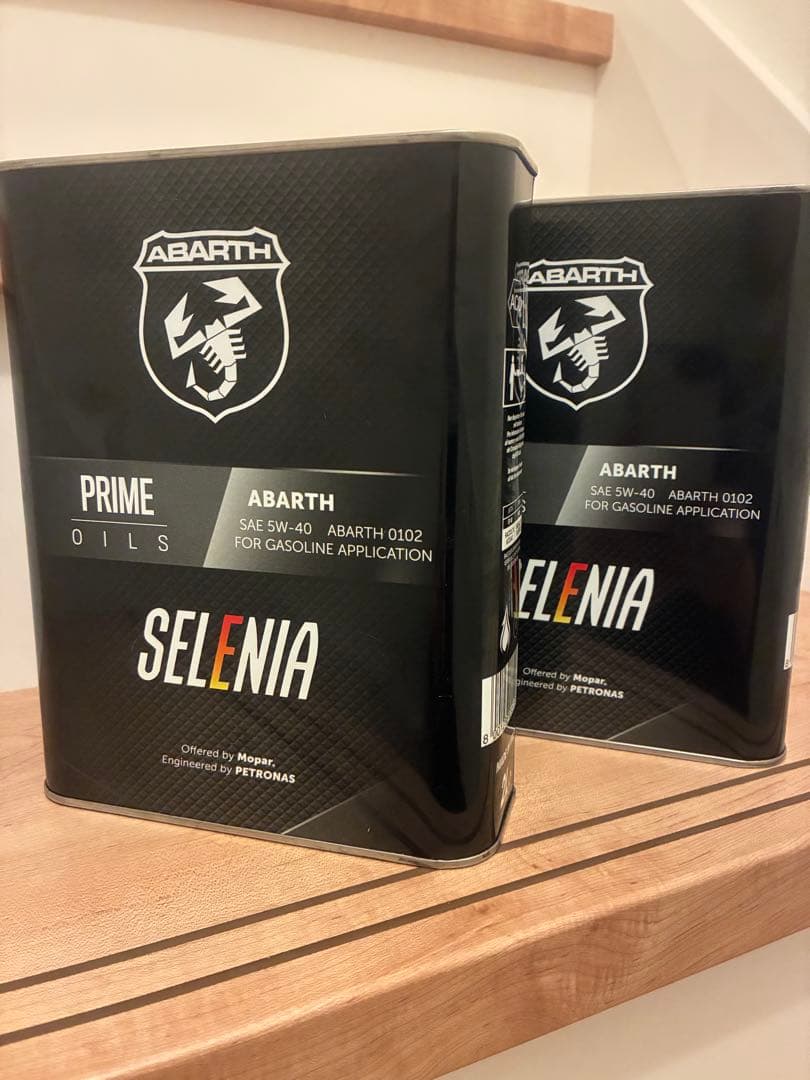 ABARTH
PRIME
OILS
ABARTH
SAE 5W-40 ABARTH 0102
FOR GASOLINE APPLICATION
SELENIA
Offered by Mopar,
Engineered by PETRONAS
ABARTH
ABARTH
SAE 5W-40 ABARTH 0102
FOR GASOLINE APPLICATION
ELENIA
Offered by Mopar,
gineered by PETRONAS